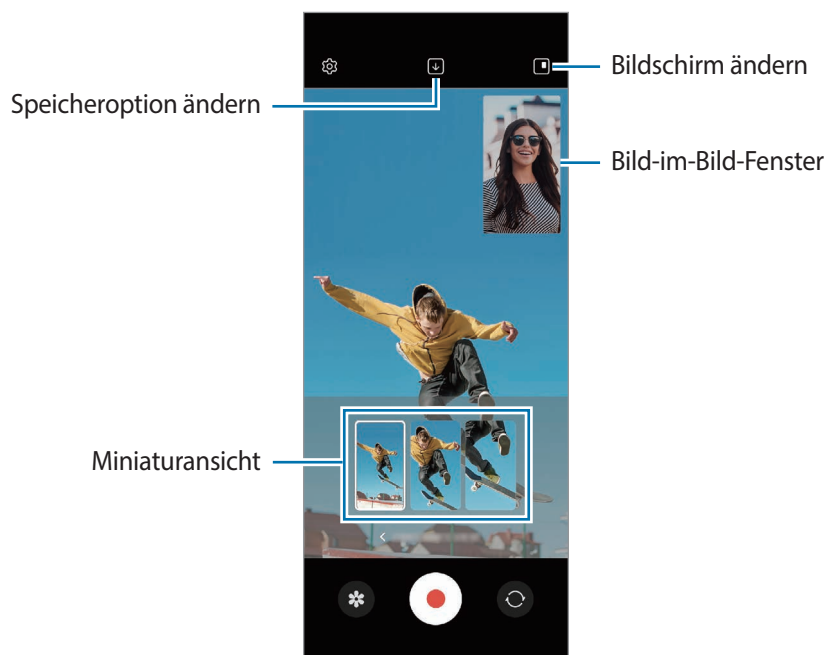 Bildschirm ändern
Speicheroption ändern
Bild-im-Bild-Fenster
Miniaturansicht